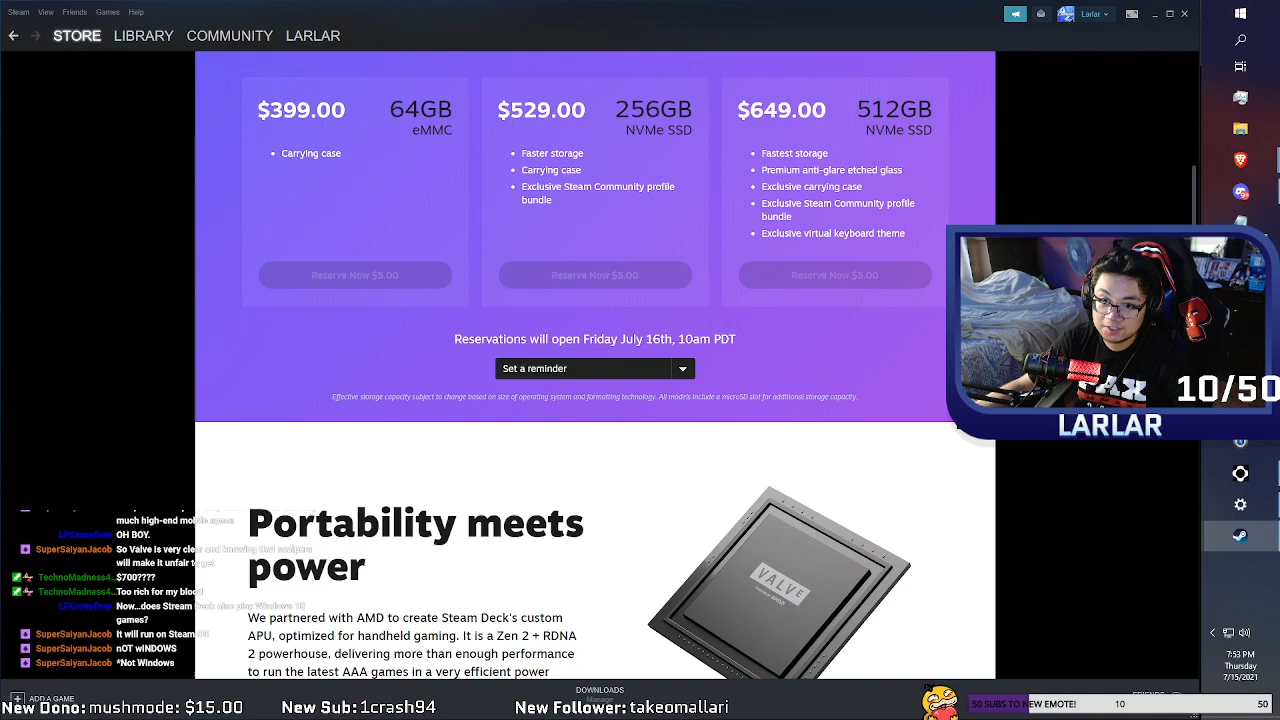 Steam View Friends Games Help
Larlar
STORE LIBRARY COMMUNITY LARLAR
$399.00 64GB
eMMC
Carrying case
Reserve Now $5.00
$529.00 256GB
NVMe SSD
Faster storage
Carrying case
Exclusive Steam Community profile
bundle
Reserve Now $5.00
$649.00 512GB
NVMe SSD
Fastest storage
Premium anti-glare etched glass
Exclusive carrying case
Exclusive Steam Community profile
bundle
Exclusive virtual keyboard theme
Reserve Now $5.00
Reservations will open Friday July 16th, 10am PDT
Set a reminder
Effective storage capacity subject to change based on size of operating system and formatting technology. All models include a microSD slot for additional storage capacity.
10/50
LARLAR
Portability meets
power
We partnered with AMD to create Steam Deck's custom
APU, optimized for handheld gaming. It is a Zen 2 + RDNA
2 powerhouse, delivering more than enough performance
to run the latest AAA games in a very efficient power
VALVE
much high-end mobile specs
LPCrossOver OH BOY.
SuperSaiyanJacob So Valve is very clear and knowing that scalpers
will make it unfair to get
TechnoMadness4... $700????
TechnoMadness4... Too rich for my blood
LPCrossOver Now...does Stream Deck also play Windows 10
games?
SuperSaiyanJacob It will run on Steam OS
SuperSaiyanJacob nOT wINDOWS
SuperSaiyanJacob *Not Windows
7:53 PM
Thursday
7/15/2021
ADD A GAME
DOWNLOADS
Manage
FRIENDS
New Dono: mushmode: $15.00 New Sub:1crash94 New Follower:takeomallari
50 SUBS TO NEW EMOTE! 10 50